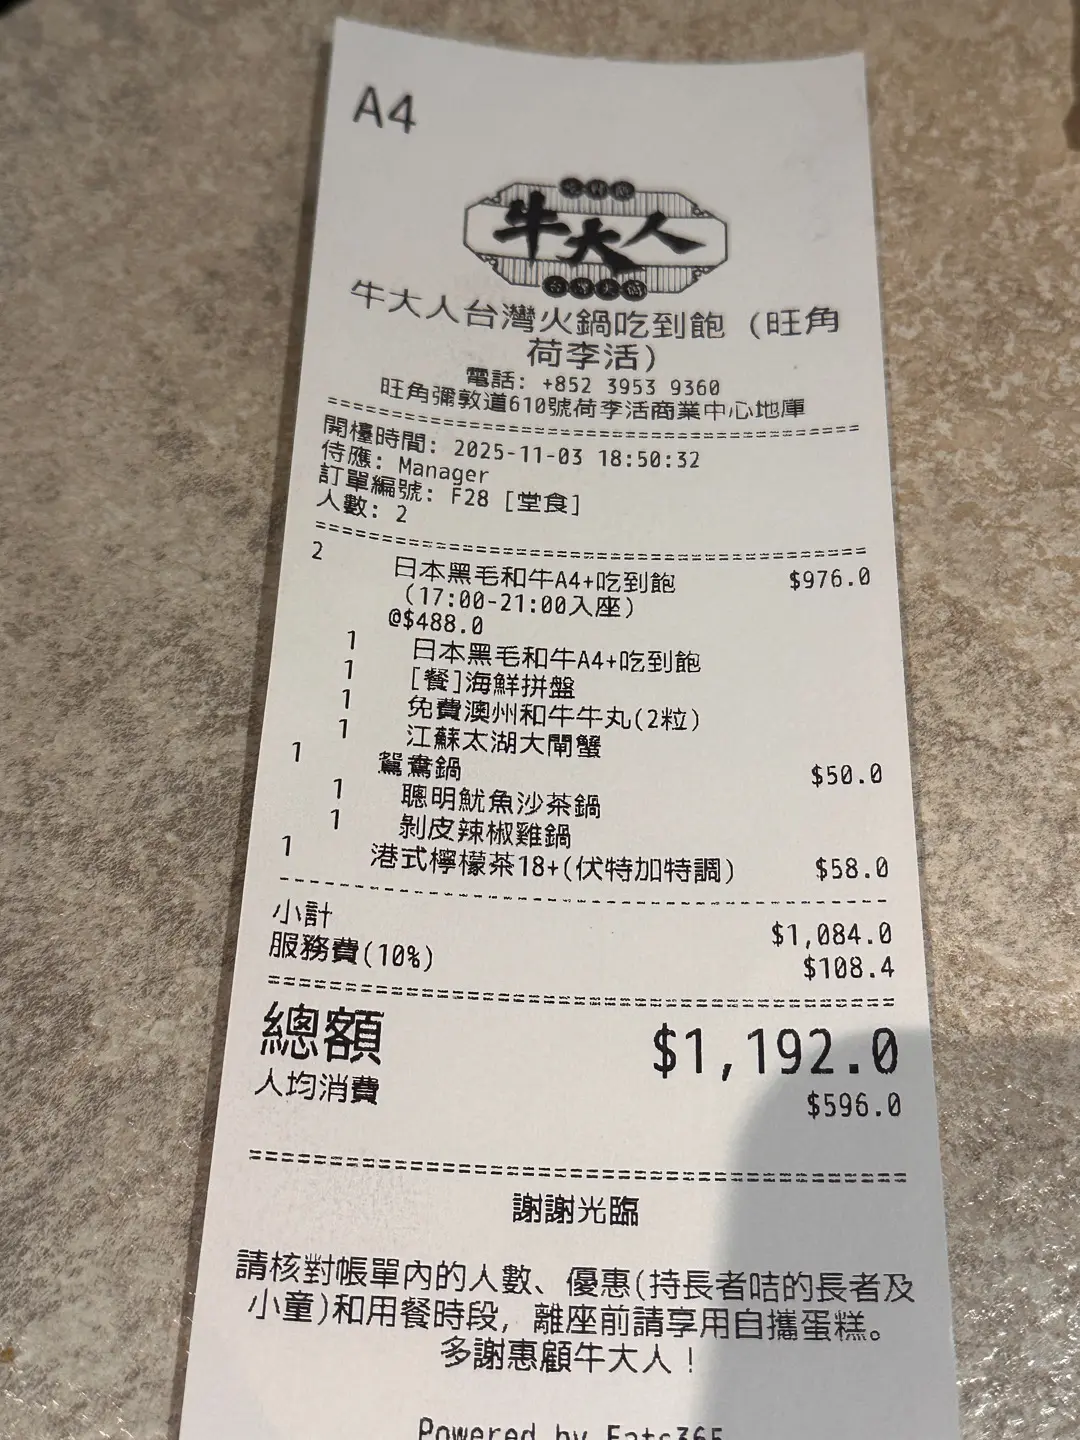 A4
牛大人
牛大人台灣火鍋吃到飽 (旺角
荷李活)
電話: +852 3953 9360
旺角彌敦道610號荷李活商業中心地庫
開檯時間: 2025-11-03 18:50:32
侍應: Manager
訂單編號: F28 [堂食]
人數: 2
2 日本黑毛和牛A4+吃到飽 $976.0
(17:00-21:00入座)
@$488.0
1 日本黑毛和牛A4+吃到飽
1 [餐]海鮮拼盤
1 免費澳州和牛牛丸(2粒)
1 江蘇太湖大閘蟹
1 鴛鴦鍋 $50.0
1 聰明魷魚沙茶鍋
1 剝皮辣椒雞鍋
1 港式檸檬茶18+(伏特加特調) $58.0
小計 $1,084.0
服務費(10%) $108.4
總額 $1,192.0
人均消費 $596.0
謝謝光臨
請核對帳單內的人數、優惠(持長者咭的長者及
小童)和用餐時段, 離座前請享用自攜蛋糕。
多謝惠顧牛大人!
Powered by Eats365